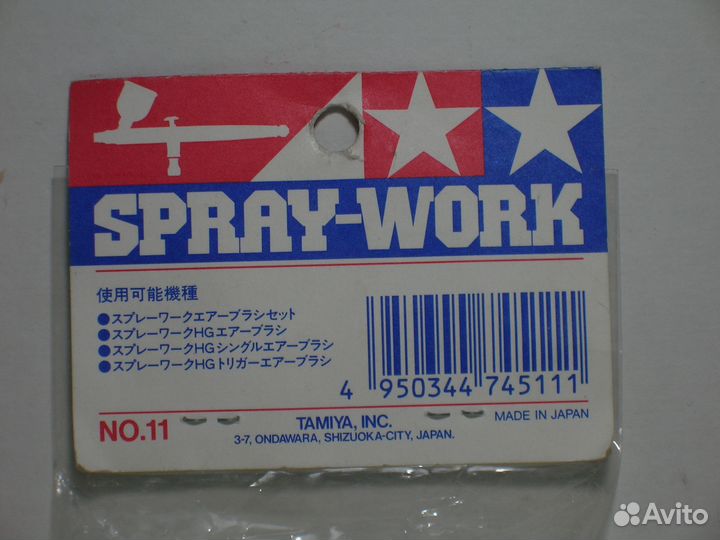 SPRAY-WORK
使用可能機種
●スプレーワークエアーブラシセット
●スプレーワークHGエアーブラシ
●スプレーワークHGシングルエアーブラシ
●スプレーワークHGトリガーエアーブラシ
4 950344 745111
NO.11
TAMIYA, INC.
3-7, ONDAWARA, SHIZUOKA-CITY, JAPAN.
MADE IN JAPAN
Avito